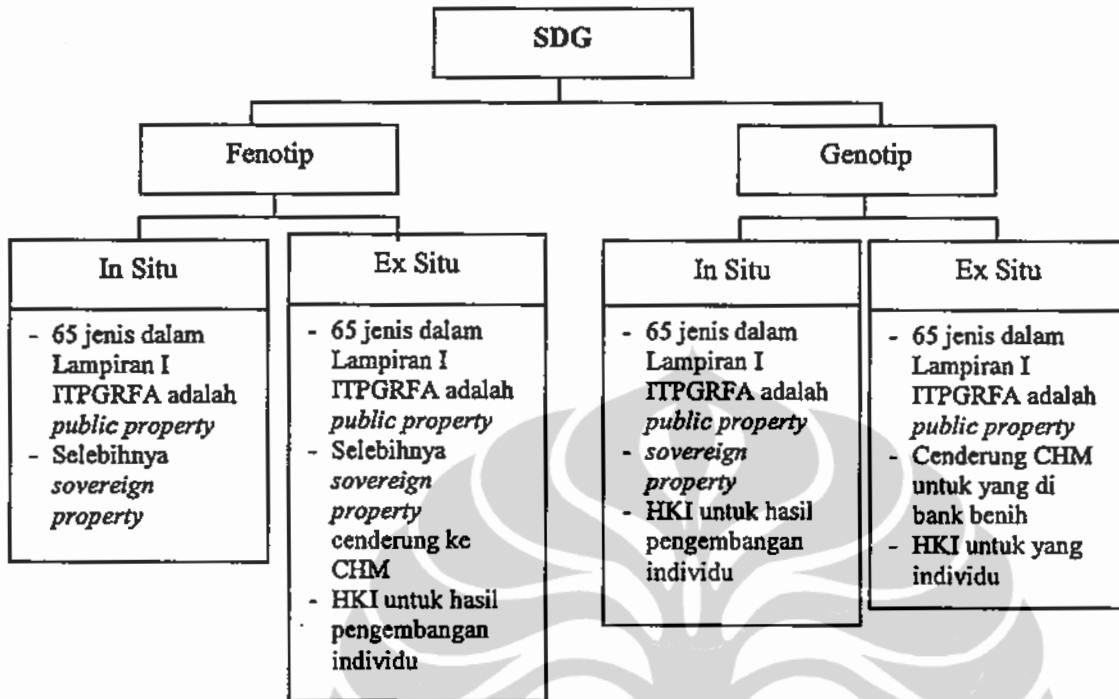 SDG
Fenotip
Genotip
In Situ
- 65 jenis dalam
Lampiran I
ITPGRFA adalah
public property
- Selebihnya
sovereign
property
Ex Situ
- 65 jenis dalam
Lampiran I
ITPGRFA adalah
public property
- Selebihnya
sovereign
property
cenderung ke
CHM
- HKI untuk hasil
pengembangan
individu
In Situ
- 65 jenis dalam
Lampiran I
ITPGRFA adalah
public property
- sovereign
property
- HKI untuk hasil
pengembangan
individu
Ex Situ
- 65 jenis dalam
Lampiran I
ITPGRFA adalah
public property
- Cenderung CHM
untuk yang di
bank benih
- HKI untuk yang
individu